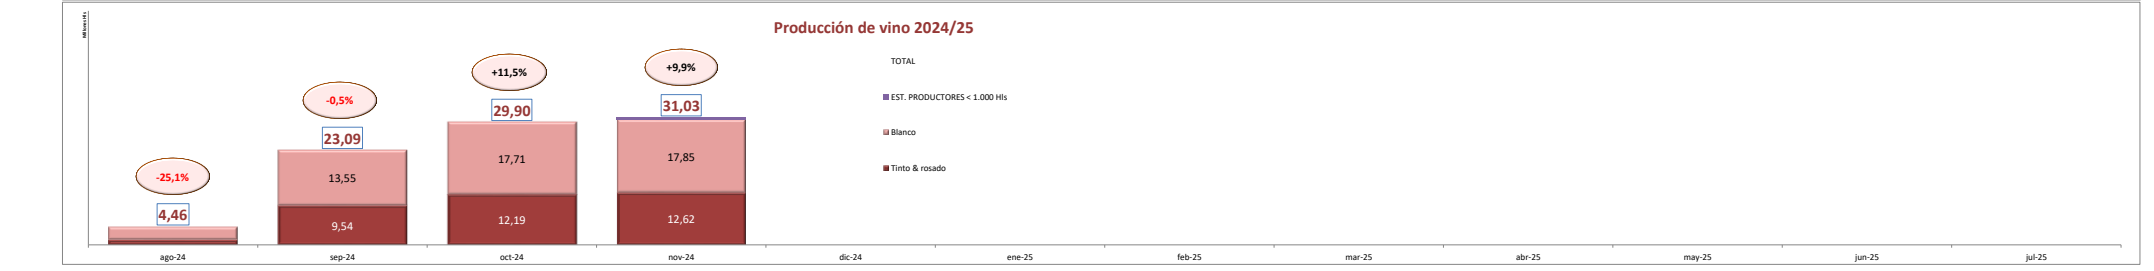 Millones Hls
Producción de vino 2024/25
TOTAL
EST. PRODUCTORES < 1.000 Hls
Blanco
Tinto & rosado
-25,1%
4,46
-0,5%
23,09
13,55
9,54
+11,5%
29,90
17,71
12,19
+9,9%
31,03
17,85
12,62
ago-24 sep-24 oct-24 nov-24 dic-24 ene-25 feb-25 mar-25 abr-25 may-25 jun-25 jul-25